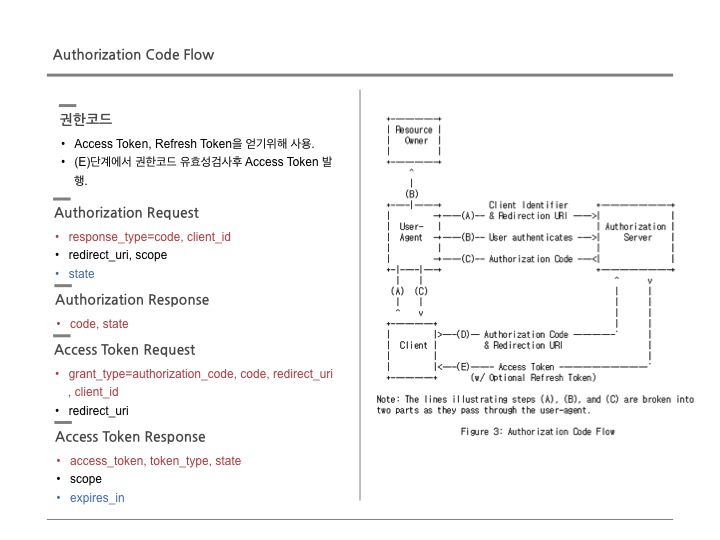 Authorization Code Flow
권한코드
• Access Token, Refresh Token을 얻기위해 사용.
• (E)단계에서 권한코드 유효성검사후 Access Token 발
행.
Authorization Request
• response_type=code, client_id
• redirect_uri, scope
• state
Authorization Response
• code, state
Access Token Request
• grant_type=authorization_code, code, redirect_uri
, client_id
• redirect_uri
Access Token Response
• access_token, token_type, state
• scope
• expires_in
Resource
Owner
(B)
Client Identifier
(A)-- & Redirection URI
User-
Agent
(B)-- User authenticates
(C)-- Authorization Code
Authorization
Server
(A) (C)
Client
(D)-- Authorization Code
& Redirection URI
(E) Access Token
(w/ Optional Refresh Token)
Note: The lines illustrating steps (A), (B), and (C) are broken into
two parts as they pass through the user-agent.
Figure 3: Authorization Code Flow